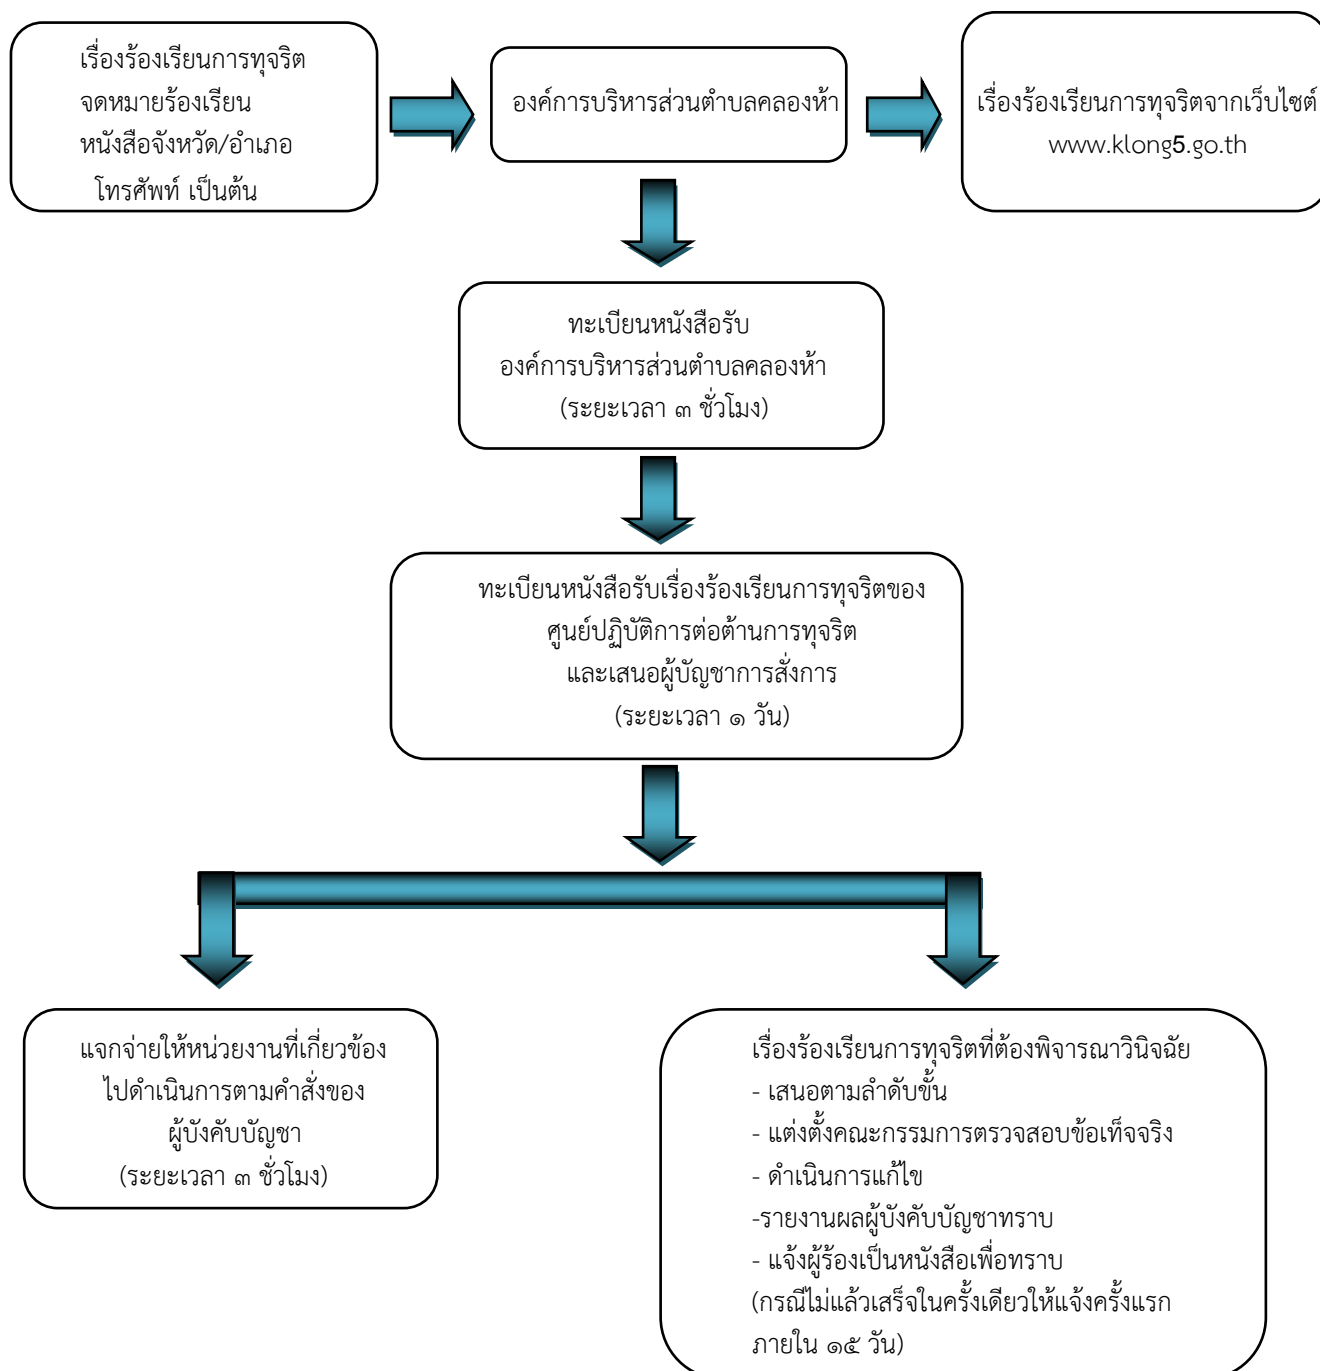 เรื่องร้องเรียนการทุจริต
จดหมายร้องเรียน
หนังสือจังหวัด/อำเภอ
โทรศัพท์ เป็นต้น
องค์การบริหารส่วนตำบลคลองห้า
เรื่องร้องเรียนการทุจริตจากเว็บไซต์
www.klong5.go.th
ทะเบียนหนังสือรับ
องค์การบริหารส่วนตำบลคลองห้า
(ระยะเวลา ๓ ชั่วโมง)
ทะเบียนหนังสือรับเรื่องร้องเรียนการทุจริตของ
ศูนย์ปฏิบัติการต่อต้านการทุจริต
และเสนอผู้บัญชาการสั่งการ
(ระยะเวลา ๑ วัน)
แจกจ่ายให้หน่วยงานที่เกี่ยวข้อง
ไปดำเนินการตามคำสั่งของ
ผู้บังคับบัญชา
(ระยะเวลา ๓ ชั่วโมง)
เรื่องร้องเรียนการทุจริตที่ต้องพิจารณาวินิจฉัย
- เสนอตามลำดับขั้น
- แต่งตั้งคณะกรรมการตรวจสอบข้อเท็จจริง
- ดำเนินการแก้ไข
-รายงานผลผู้บังคับบัญชาทราบ
- แจ้งผู้ร้องเป็นหนังสือเพื่อทราบ
(กรณีไม่แล้วเสร็จในครั้งเดียวให้แจ้งครั้งแรก
ภายใน ๑๕ วัน)